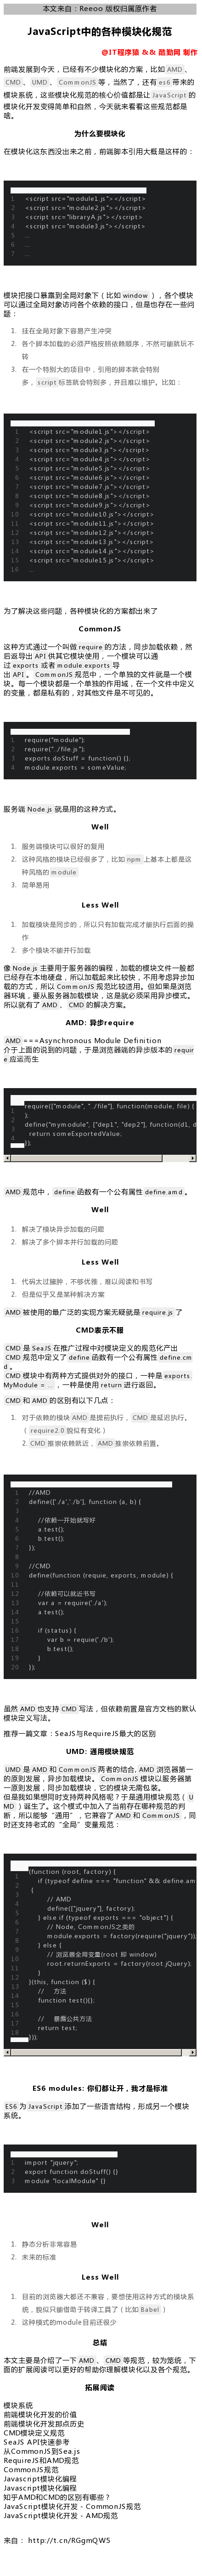 本文来自：Reeoo 版权归属原作者
JavaScript中的各种模块化规范
@IT程序猿 && 酷勤网 制作
前端发展到今天，已经有不少模块化的方案，比如 AMD、
CMD、UMD、CommonJS 等，当然了，还有 es6 带来的
模块系统，这些模块化规范的核心价值都是让 JavaScript 的
模块化开发变得简单和自然，今天就来看看这些规范都是
啥。
为什么要模块化
在模块化这东西没出来之前，前端脚本引用大概是这样的：
1 <script src="module1.js"></script>
2 <script src="module2.js"></script>
3 <script src="libraryA.js"></script>
4 <script src="module3.js"></script>
5 ...
6 ...
7 ...
模块把接口暴露到全局对象下（比如 window ），各个模块
可以通过全局对象访问各个依赖的接口，但是也存在一些问
题：
1. 挂在全局对象下容易产生冲突
2. 各个脚本加载的必须严格按照依赖顺序，不然可能就玩不
转
3. 在一个特别大的项目中，引用的脚本就会特别
多，script 标签就会特别多，并且难以维护。比如：
1 <script src="module1.js"></script>
2 <script src="module2.js"></script>
3 <script src="module3.js"></script>
4 <script src="module4.js"></script>
5 <script src="module5.js"></script>
6 <script src="module6.js"></script>
7 <script src="module7.js"></script>
8 <script src="module8.js"></script>
9 <script src="module9.js"></script>
10 <script src="module10.js"></script>
11 <script src="module11.js"></script>
12 <script src="module12.js"></script>
13 <script src="module13.js"></script>
14 <script src="module14.js"></script>
15 <script src="module15.js"></script>
16 ...
为了解决这些问题，各种模块化的方案都出来了
CommonJS
这种方式通过一个叫做 require 的方法，同步加载依赖，然
后返导出 API 供其它模块使用，一个模块可以通
过 exports 或者 module.exports 导
出 API 。CommonJS 规范中，一个单独的文件就是一个模
块。每一个模块都是一个单独的作用域，在一个文件中定义
的变量，都是私有的，对其他文件是不可见的。
1 require("module");
2 require("../file.js");
3 exports.doStuff = function() {};
4 module.exports = someValue;
服务端 Node.js 就是用的这种方式。
Well
1. 服务端模块可以很好的复用
2. 这种风格的模块已经很多了，比如 npm 上基本上都是这
种风格的 module
3. 简单易用
Less Well
1. 加载模块是同步的，所以只有加载完成才能执行后面的操
作
2. 多个模块不能并行加载
像 Node.js 主要用于服务器的编程，加载的模块文件一般都
已经存在本地硬盘，所以加载起来比较快，不用考虑异步加
载的方式，所以 CommonJS 规范比较适用。但如果是浏览
器环境，要从服务器加载模块，这是就必须采用异步模式。
所以就有了 AMD 、CMD 的解决方案。
AMD: 异步require
AMD ===Asynchronous Module Definition
介于上面的说到的问题，于是浏览器端的异步版本的 requir
e 应运而生
1 require(["module", "../file"], function(module, file) {
2 };
3 define("mymodule", ["dep1", "dep2"], function(d1, d
4 return someExportedValue;
});
AMD 规范中，define 函数有一个公有属性 define.amd 。
Well
1. 解决了模块异步加载的问题
2. 解决了多个脚本并行加载的问题
Less Well
1. 代码太过臃肿，不够优雅，难以阅读和书写
2. 但是似乎又是某种解决方案
AMD 被使用的最广泛的实现方案无疑就是 require.js 了
CMD表示不服
CMD 是 SeaJS 在推广过程中对模块定义的规范化产出
CMD 规范中定义了 define 函数有一个公有属性 define.cm
d 。
CMD 模块中有两种方式提供对外的接口，一种是 exports.
MyModule = ... ，一种是使用 return 进行返回。
CMD 和 AMD 的区别有以下几点：
1. 对于依赖的模块 AMD 是提前执行，CMD 是延迟执行。
（ require2.0 貌似有变化）
2. CMD 推崇依赖就近，AMD 推崇依赖前置。
1 //AMD
2 define(['./a','./b'], function (a, b) {
3
4 //依赖一开始就写好
5 a.test();
6 b.test();
7 });
8
9 //CMD
10 define(function (requie, exports, module) {
11
12 //依赖可以就近书写
13 var a = require('./a');
14 a.test();
15
16 if (status) {
17 var b = requie('./b');
18 b.test();
19 }
20 });
虽然 AMD 也支持 CMD 写法，但依赖前置是官方文档的默认
模块定义写法。
推荐一篇文章：SeaJS与RequireJS最大的区别
UMD: 通用模块规范
UMD 是 AMD 和 CommonJS 两者的结合, AMD 浏览器第一
的原则发展，异步加载模块。CommonJS 模块以服务器第
一原则发展，同步加载模块，它的模块无需包装。
但是我如果想同时支持两种风格呢？于是通用模块规范（ U
MD ）诞生了。这个模式中加入了当前存在哪种规范的判
断，所以能够“通用”，它兼容了 AMD 和 CommonJS ，同
时还支持老式的“全局”变量规范：
1 (function (root, factory) {
2 if (typeof define === "function" && define.am
3 {
4 // AMD
5 define(["jquery"], factory);
6 } else if (typeof exports === "object") {
7 // Node, CommonJS之类的
8 module.exports = factory(require("jquery"));
9 } else {
10 // 浏览器全局变量(root 即 window)
11 root.returnExports = factory(root.jQuery);
12 }
13 }(this, function ($) {
14 // 方法
15 function test(){};
16
17 // 暴露公共方法
18 return test;
}));
ES6 modules: 你们都让开，我才是标准
ES6 为 JavaScript 添加了一些语言结构，形成另一个模块
系统。
1 import "jquery";
2 export function doStuff() {}
3 module "localModule" {}
Well
1. 静态分析非常容易
2. 未来的标准
Less Well
1. 目前的浏览器大都还不兼容，要想使用这种方式的模块系
统，貌似只能借助于转译工具了（比如 Babel ）
2. 这种模式的module目前还很少
总结
本文主要是介绍了一下 AMD 、CMD 等规范，较为笼统，下
面的扩展阅读可以更好的帮助你理解模块化以及各个规范。
拓展阅读
模块系统
前端模块化开发的价值
前端模块化开发那点历史
CMD模块定义规范
SeaJS API快速参考
从CommonJS到Sea.js
RequireJS和AMD规范
CommonJS规范
Javascript模块化编程
Javascript模块化编程
知乎AMD和CMD的区别有哪些？
JavaScript模块化开发 - CommonJS规范
JavaScript模块化开发 - AMD规范
来自： http://t.cn/RGgmQW5